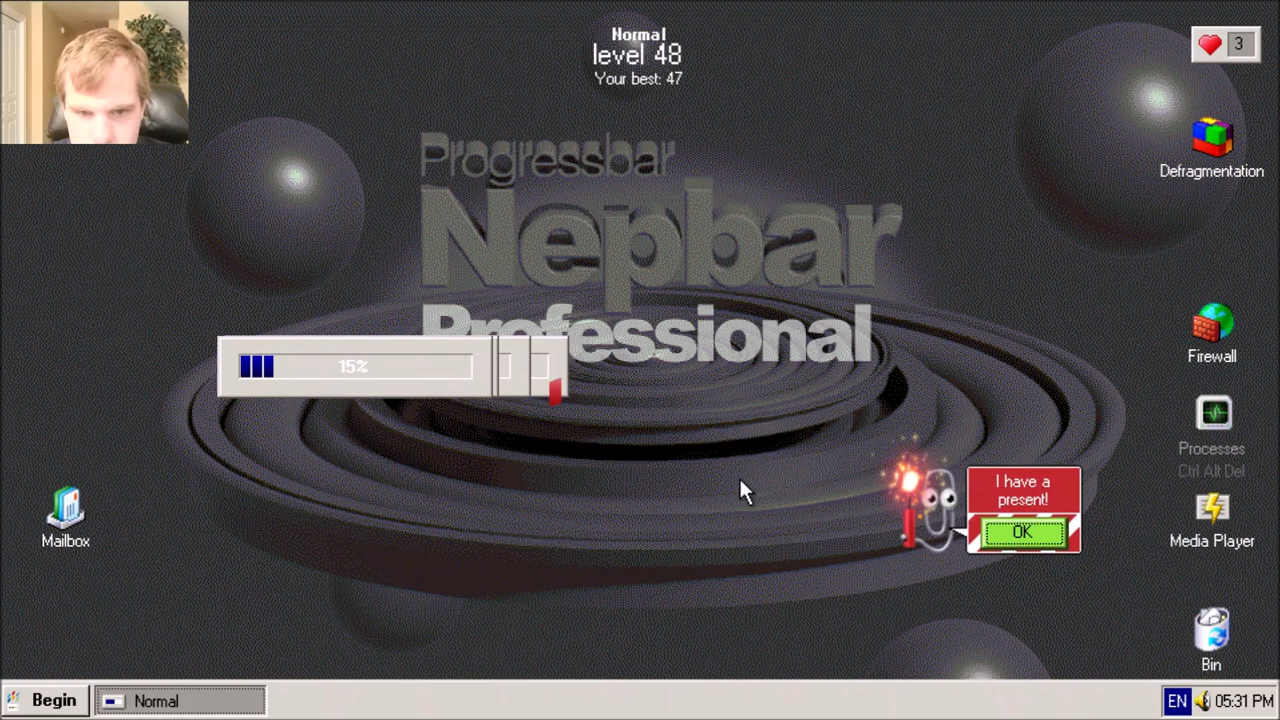 Normal
level 48
Your best: 47
3
Progressbar
Nepbar
Professional
Defragmentation
Firewall
15%
Processes
Ctrl Alt Del
I have a
present!
OK
Mailbox
Media Player
Bin
Begin
Normal
EN
05:31 PM